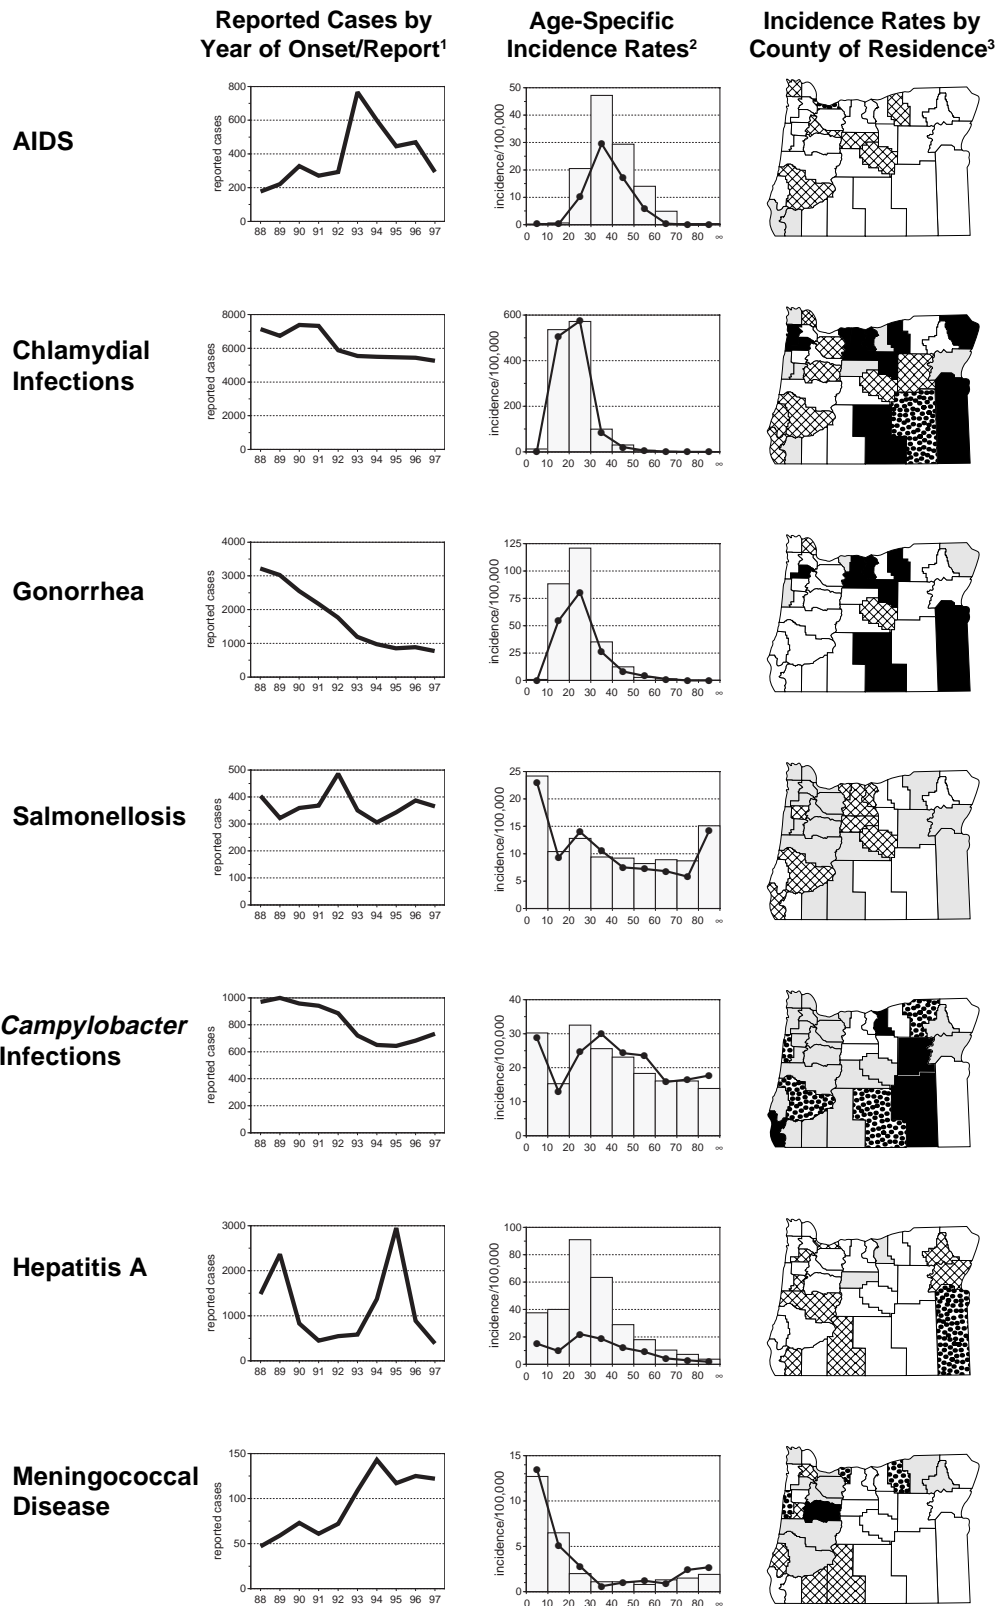 Reported Cases by
Year of Onset/Report¹
Age-Specific
Incidence Rates²
Incidence Rates by
County of Residence³
AIDS
reported cases
800
600
400
200
0
88 89 90 91 92 93 94 95 96 97
incidence/100,000
50
40
30
20
10
0
0 10 20 30 40 50 60 70 80 ∞
Chlamydial
Infections
reported cases
8000
6000
4000
2000
0
88 89 90 91 92 93 94 95 96 97
incidence/100,000
600
400
200
0
0 10 20 30 40 50 60 70 80 ∞
Gonorrhea
reported cases
4000
3000
2000
1000
0
88 89 90 91 92 93 94 95 96 97
incidence/100,000
125
100
75
50
25
0
0 10 20 30 40 50 60 70 80 ∞
Salmonellosis
reported cases
500
400
300
200
100
0
88 89 90 91 92 93 94 95 96 97
incidence/100,000
25
20
15
10
5
0
0 10 20 30 40 50 60 70 80 ∞
Campylobacter
Infections
reported cases
1000
800
600
400
200
0
88 89 90 91 92 93 94 95 96 97
incidence/100,000
40
30
20
10
0
0 10 20 30 40 50 60 70 80 ∞
Hepatitis A
reported cases
3000
2000
1000
0
88 89 90 91 92 93 94 95 96 97
incidence/100,000
100
80
60
40
20
0
0 10 20 30 40 50 60 70 80 ∞
Meningococcal
Disease
reported cases
150
100
50
0
88 89 90 91 92 93 94 95 96 97
incidence/100,000
15
10
5
0
0 10 20 30 40 50 60 70 80 ∞